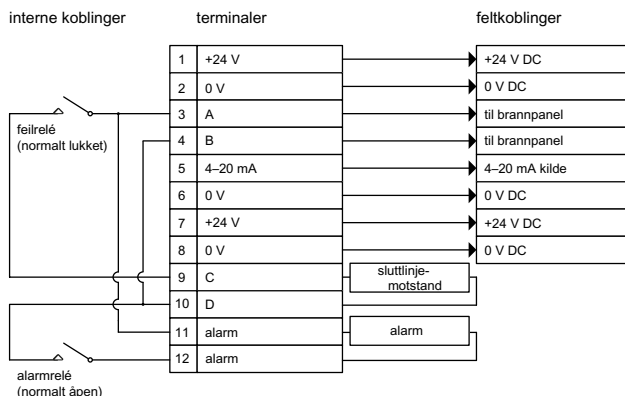 interne koblinger
terminaler
feltkoblinger
1 +24 V +24 V DC
2 0 V 0 V DC
3 A til brannpanel
feilrelé
(normalt lukket)
4 B til brannpanel
5 4–20 mA 4–20 mA kilde
6 0 V 0 V DC
7 +24 V +24 V DC
8 0 V 0 V DC
9 C
sluttlinje-
motstand
10 D
11 alarm alarm
12 alarm
alarmrelé
(normalt åpen)